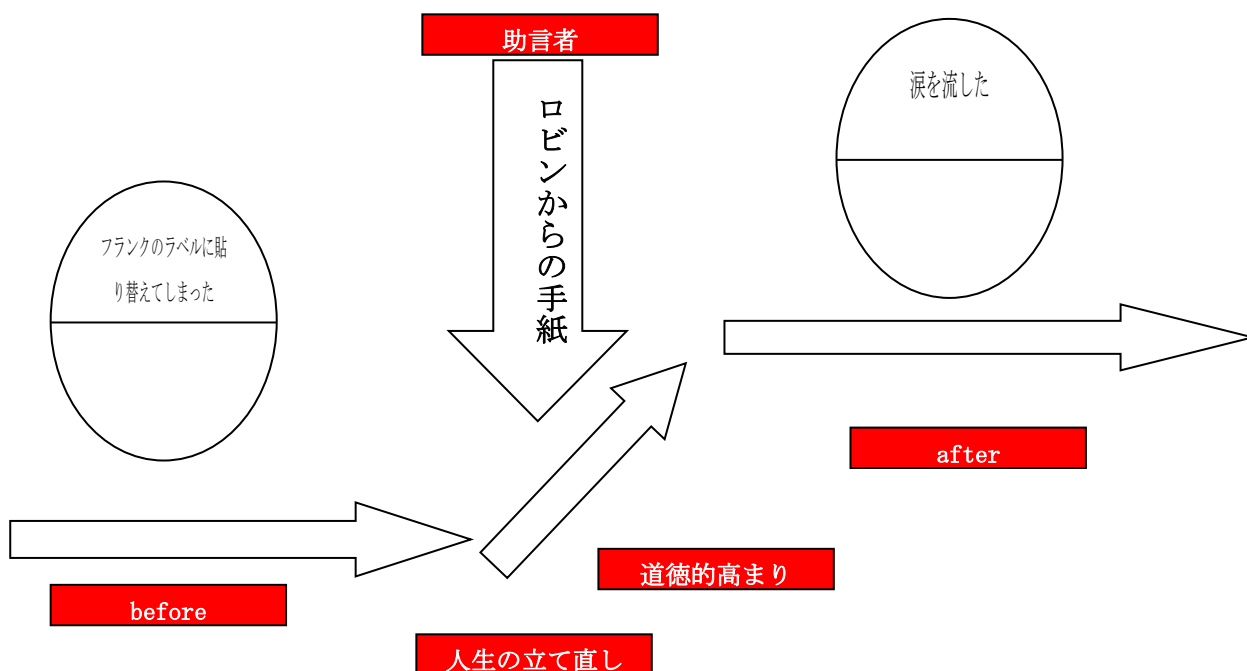 助言者
ロビンからの手紙
涙を流した
フランクのラベルに貼
り替えてしまった
after
道徳的高まり
before
人生の立て直し